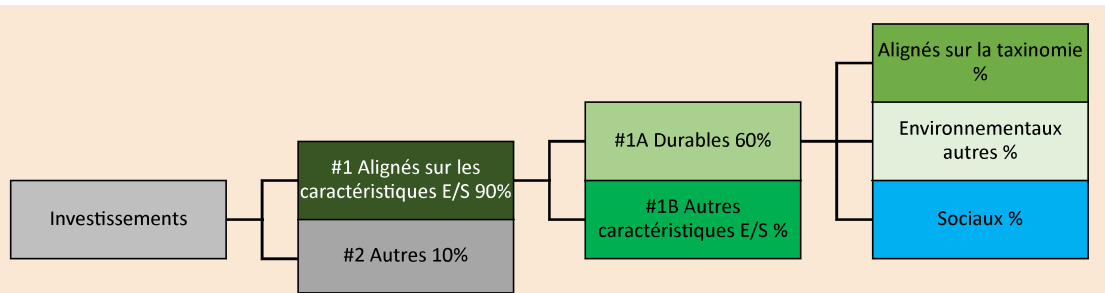 Investissements
#1 Alignés sur les
caractéristiques E/S 90%
#2 Autres 10%
#1A Durables 60%
#1B Autres
caractéristiques E/S %
Alignés sur la taxinomie
%
Environnementaux
autres %
Sociaux %